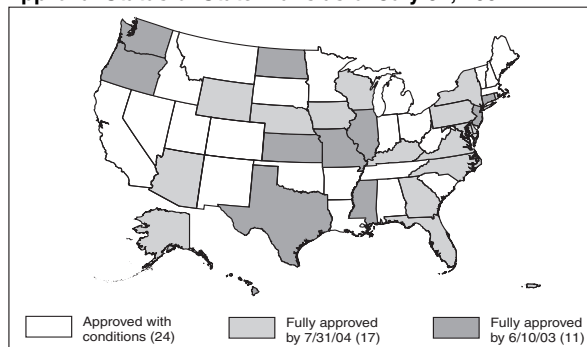 Approved with
conditions (24)
Fully approved
by 7/31/04 (17)
Fully approved
by 6/10/03 (11)